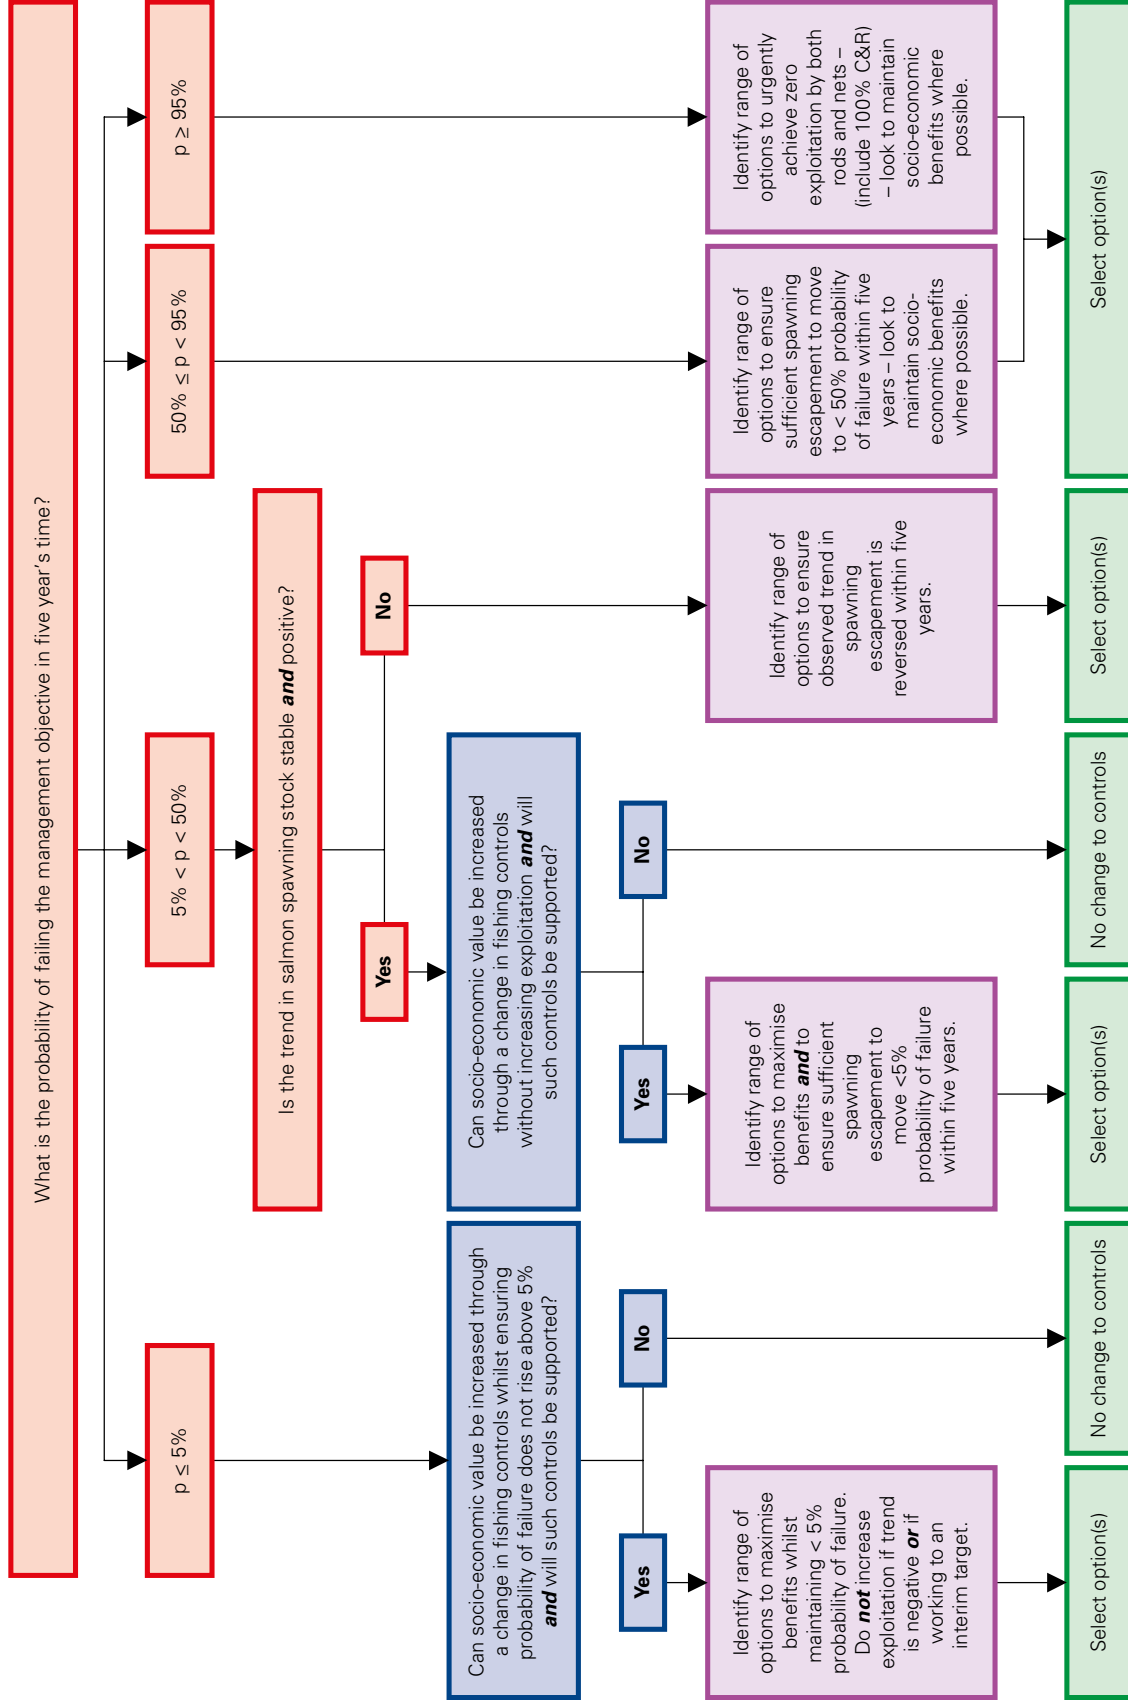 What is the probability of failing the management objective in five year's time?
p ≤ 5%
5% < p < 50%
50% ≤ p < 95%
p ≥ 95%
Is the trend in salmon spawning stock stable and positive?
Yes
No
Can socio-economic value be increased through
a change in fishing controls whilst ensuring
probability of failure does not rise above 5%
and will such controls be supported?
Can socio-economic value be increased
through a change in fishing controls
without increasing exploitation and will
such controls be supported?
Yes
No
Yes
No
Identify range of
options to maximise
benefits whilst
maintaining < 5%
probability of failure.
Do not increase
exploitation if trend
is negative or if
working to an
interim target.
Identify range of
options to maximise
benefits and to
ensure sufficient
spawning
escapement to
move <5%
probability of failure
within five years.
Identify range of
options to ensure
observed trend in
spawning
escapement is
reversed within five
years.
Identify range of
options to ensure
sufficient spawning
escapement to move
to < 50% probability
of failure within five
years – look to
maintain socio-
economic benefits
where possible.
Identify range of
options to urgently
achieve zero
exploitation by both
rods and nets –
(include 100% C&R)
– look to maintain
socio-economic
benefits where
possible.
Select option(s)
No change to controls
Select option(s)
No change to controls
Select option(s)
Select option(s)